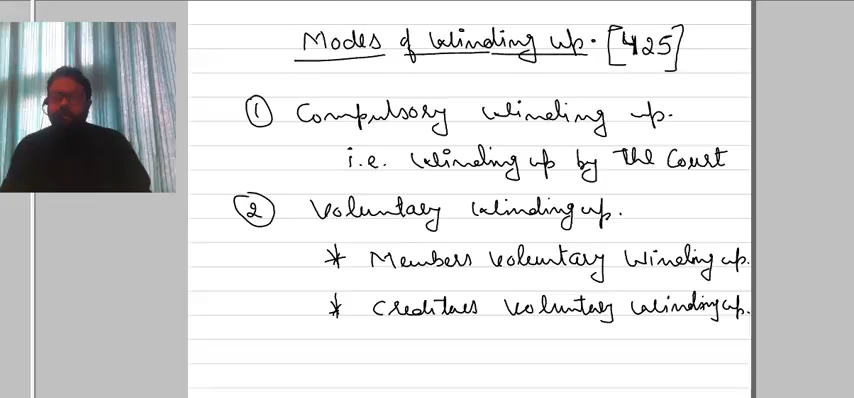 Modes of Winding up. [425]
① Compulsory Winding up.
i.e. Winding up by the Court
② Voluntary Winding up.
* Members Voluntary Winding up.
* Creditors Voluntary Winding up.